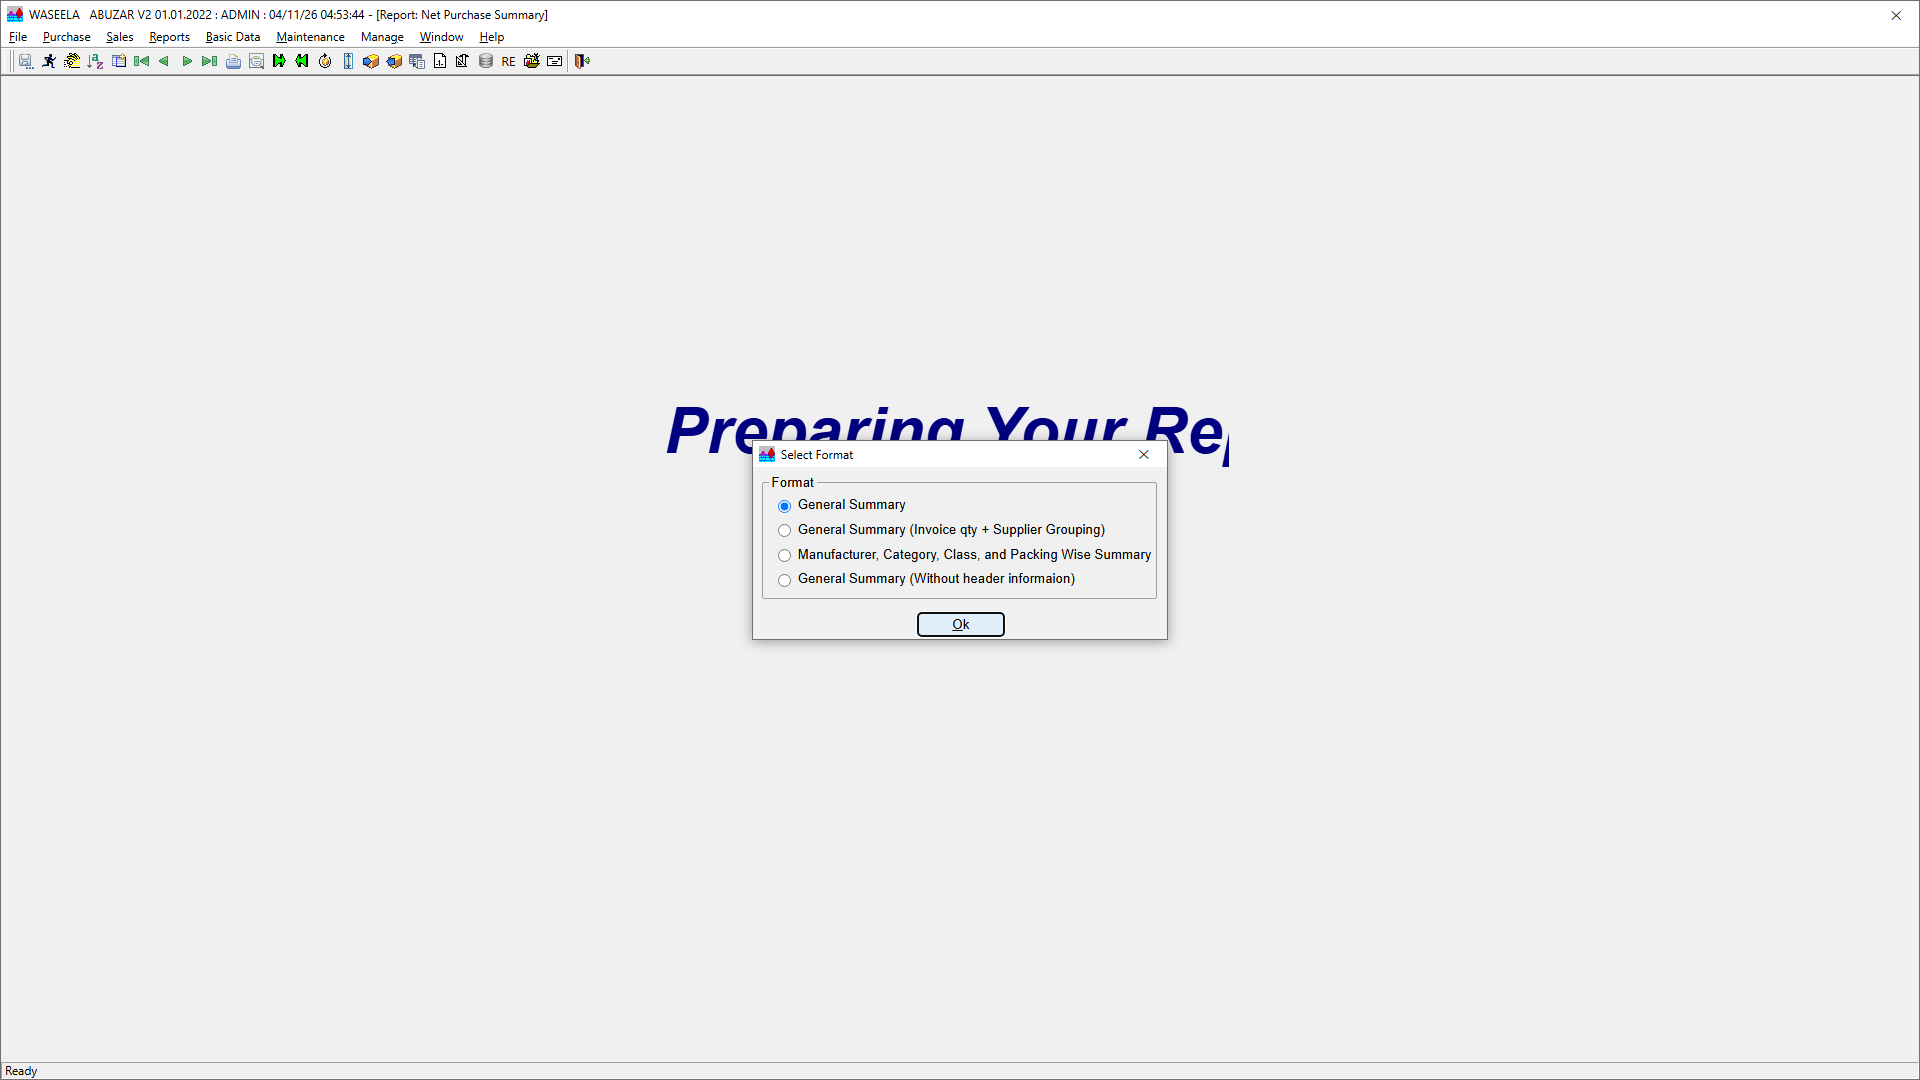 WASEELA   ABUZAR V2 01.01.2022 : ADMIN : 04/11/26 04:53:44 - [Report: Net Purchase Summary]
File Purchase Sales Reports Basic Data Maintenance Manage Window Help
RE
Preparing Your Rep
Select Format
Format
General Summary
General Summary (Invoice qty + Supplier Grouping)
Manufacturer, Category, Class, and Packing Wise Summary
General Summary (Without header informaion)
Ok
Ready